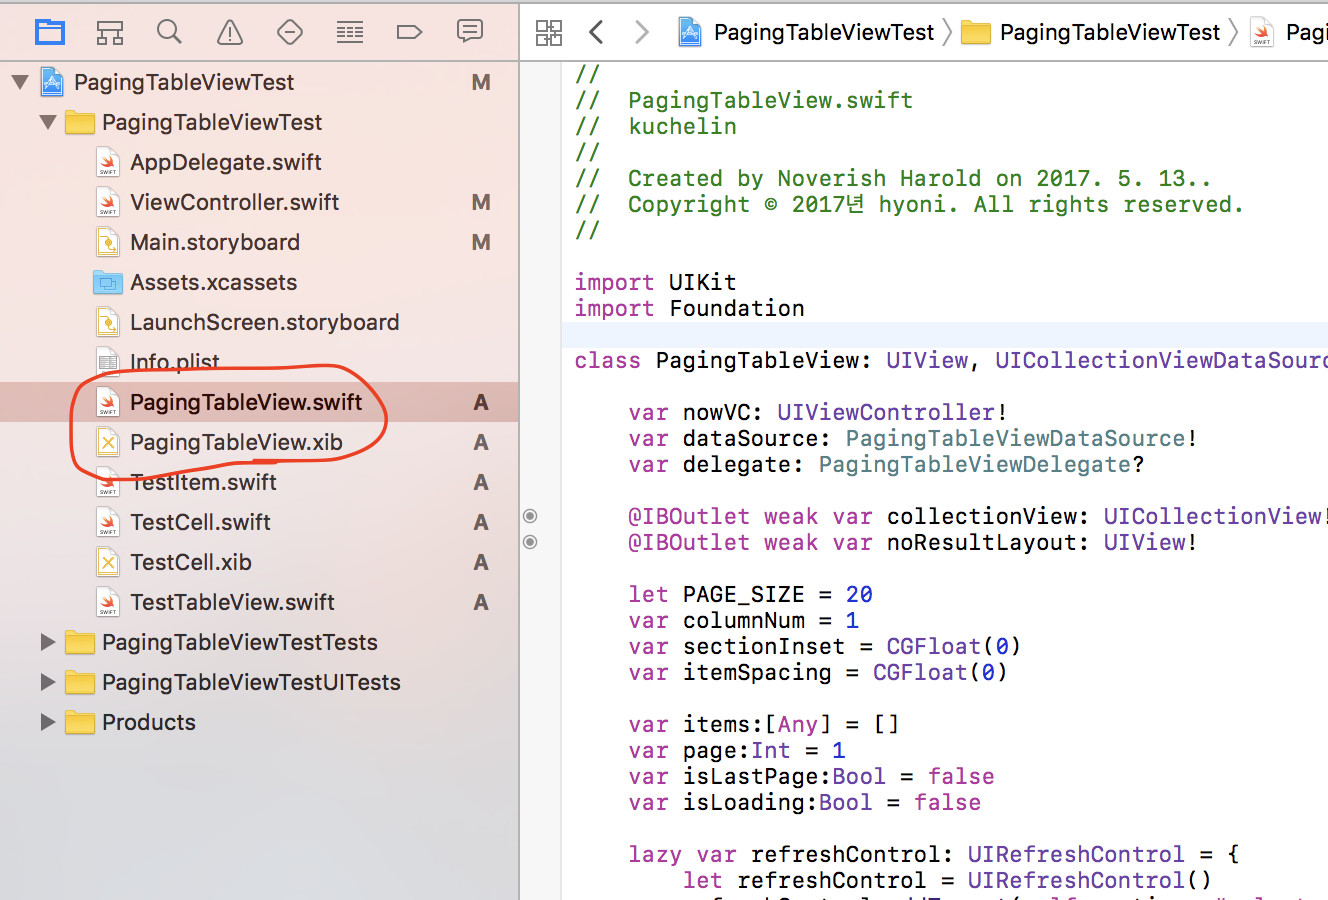 PagingTableViewTest
PagingTableViewTest
Pagi
PagingTableViewTest M
PagingTableViewTest
AppDelegate.swift
ViewController.swift M
Main.storyboard M
Assets.xcassets
LaunchScreen.storyboard
Info.plist
PagingTableView.swift A
PagingTableView.xib A
TestItem.swift A
TestCell.swift A
TestCell.xib A
TestTableView.swift A
PagingTableViewTestTests
PagingTableViewTestUITests
Products
//
//  PagingTableView.swift
//  kuchelin
//
//  Created by Noverish Harold on 2017. 5. 13..
//  Copyright © 2017년 hyoni. All rights reserved.
//
import UIKit
import Foundation
class PagingTableView: UIView, UICollectionViewDataSourc
var nowVC: UIViewController!
var dataSource: PagingTableViewDataSource!
var delegate: PagingTableViewDelegate?
@IBOutlet weak var collectionView: UICollectionView!
@IBOutlet weak var noResultLayout: UIView!
let PAGE_SIZE = 20
var columnNum = 1
var sectionInset = CGFloat(0)
var itemSpacing = CGFloat(0)
var items:[Any] = []
var page:Int = 1
var isLastPage:Bool = false
var isLoading:Bool = false
lazy var refreshControl: UIRefreshControl = {
let refreshControl = UIRefreshControl()